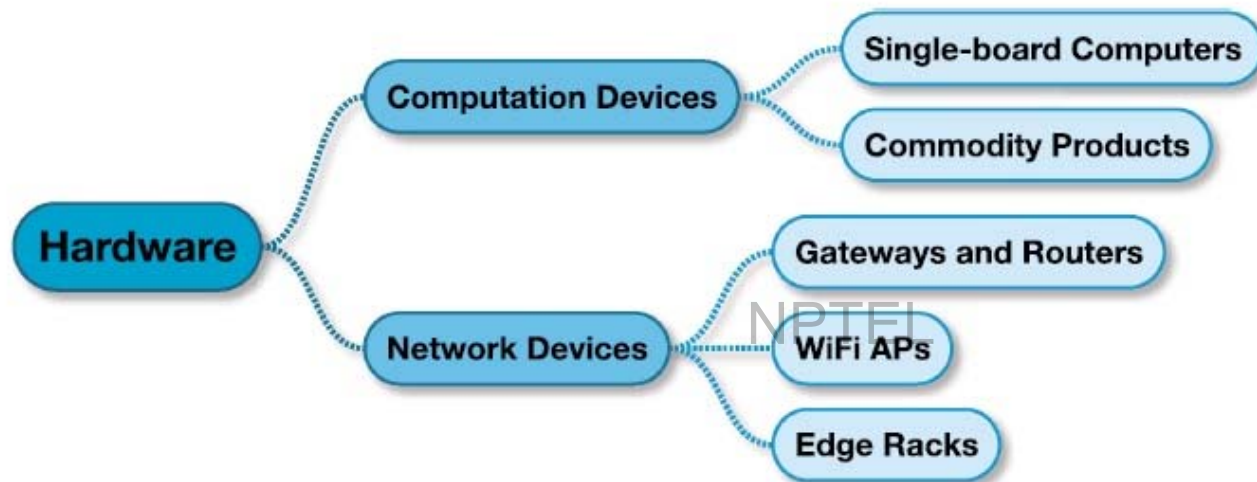 Hardware
Computation Devices
Single-board Computers
Commodity Products
Network Devices
Gateways and Routers
NPTEL
WiFi APs
Edge Racks